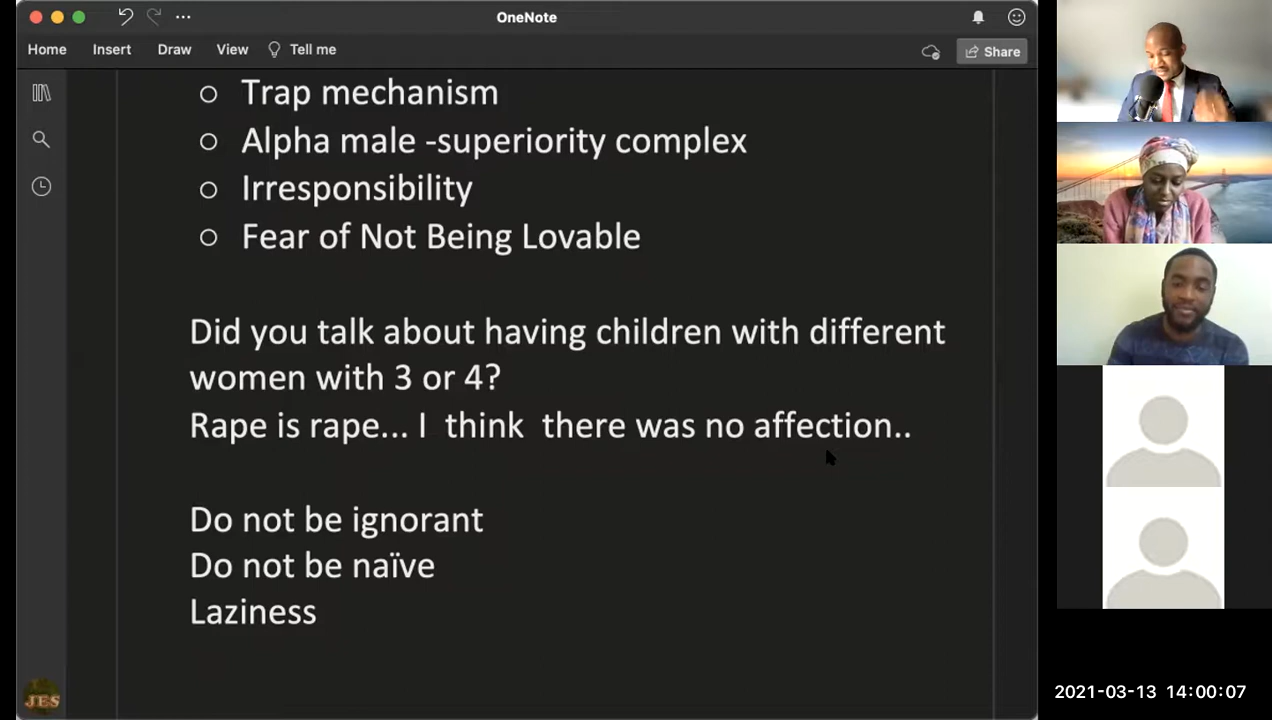 OneNote
Home Insert Draw View Tell me Share
Trap mechanism
Alpha male -superiority complex
Irresponsibility
Fear of Not Being Lovable
Did you talk about having children with different
women with 3 or 4?
Rape is rape... I think there was no affection..
Do not be ignorant
Do not be naïve
Laziness
JES
2021-03-13 14:00:07